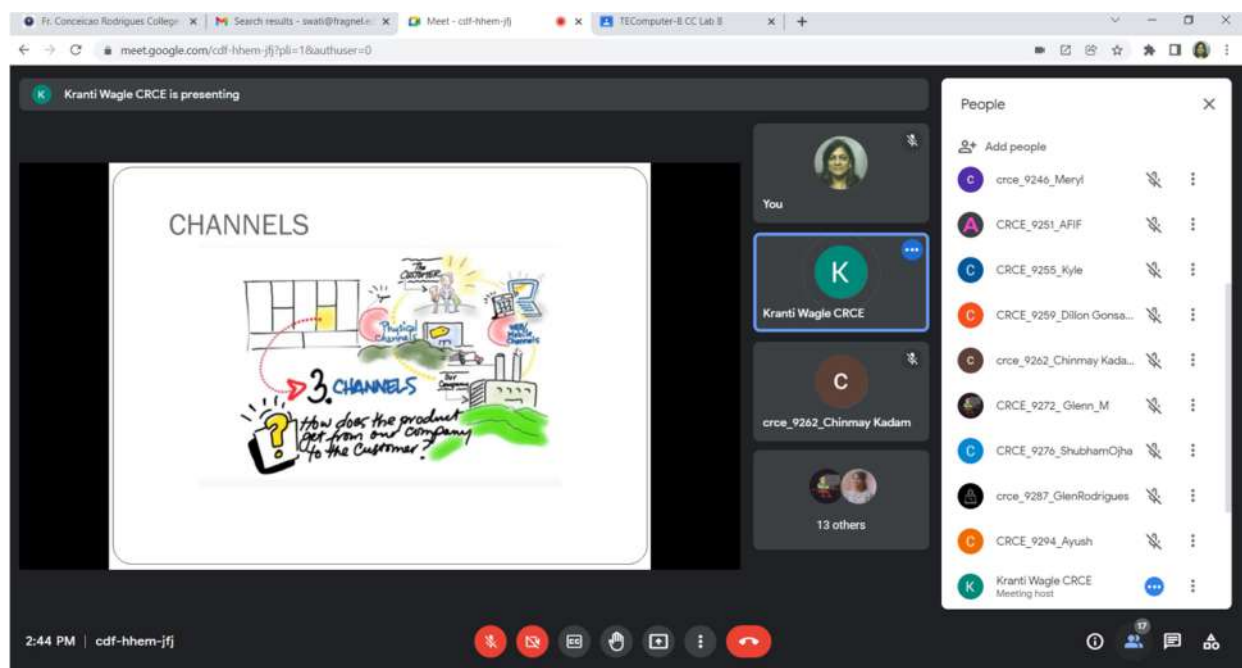 Fr. Conceicao Rodrigues College
Search results - swati@fragnel.e
Meet - cdf-hhem-jfj
TEComputer-B CC Lab B
meet.google.com/cdf-hhem-jfj?pli=1&authuser=0
K Kranti Wagle CRCE is presenting
CHANNELS
The
CUSTOMER
Physical
Channels
WEB/
Mobile
Channels
Our
Company
3. CHANNELS
How does the product
get from our company
to the Customer?
You
K
Kranti Wagle CRCE
C
crce_9262_Chinmay Kadam
13 others
People
Add people
C crce_9246_Meryl
A CRCE_9251_AFIF
C CRCE_9255_Kyle
C CRCE_9259_Dillon Gonsa...
C crce_9262_Chinmay Kada...
CRCE_9272_ Glenn_M
C CRCE_9276_ShubhamOjha
crce_9287_GlenRodrigues
C CRCE_9294_Ayush
K Kranti Wagle CRCE
Meeting host
2:44 PM | cdf-hhem-jfj
CC
17